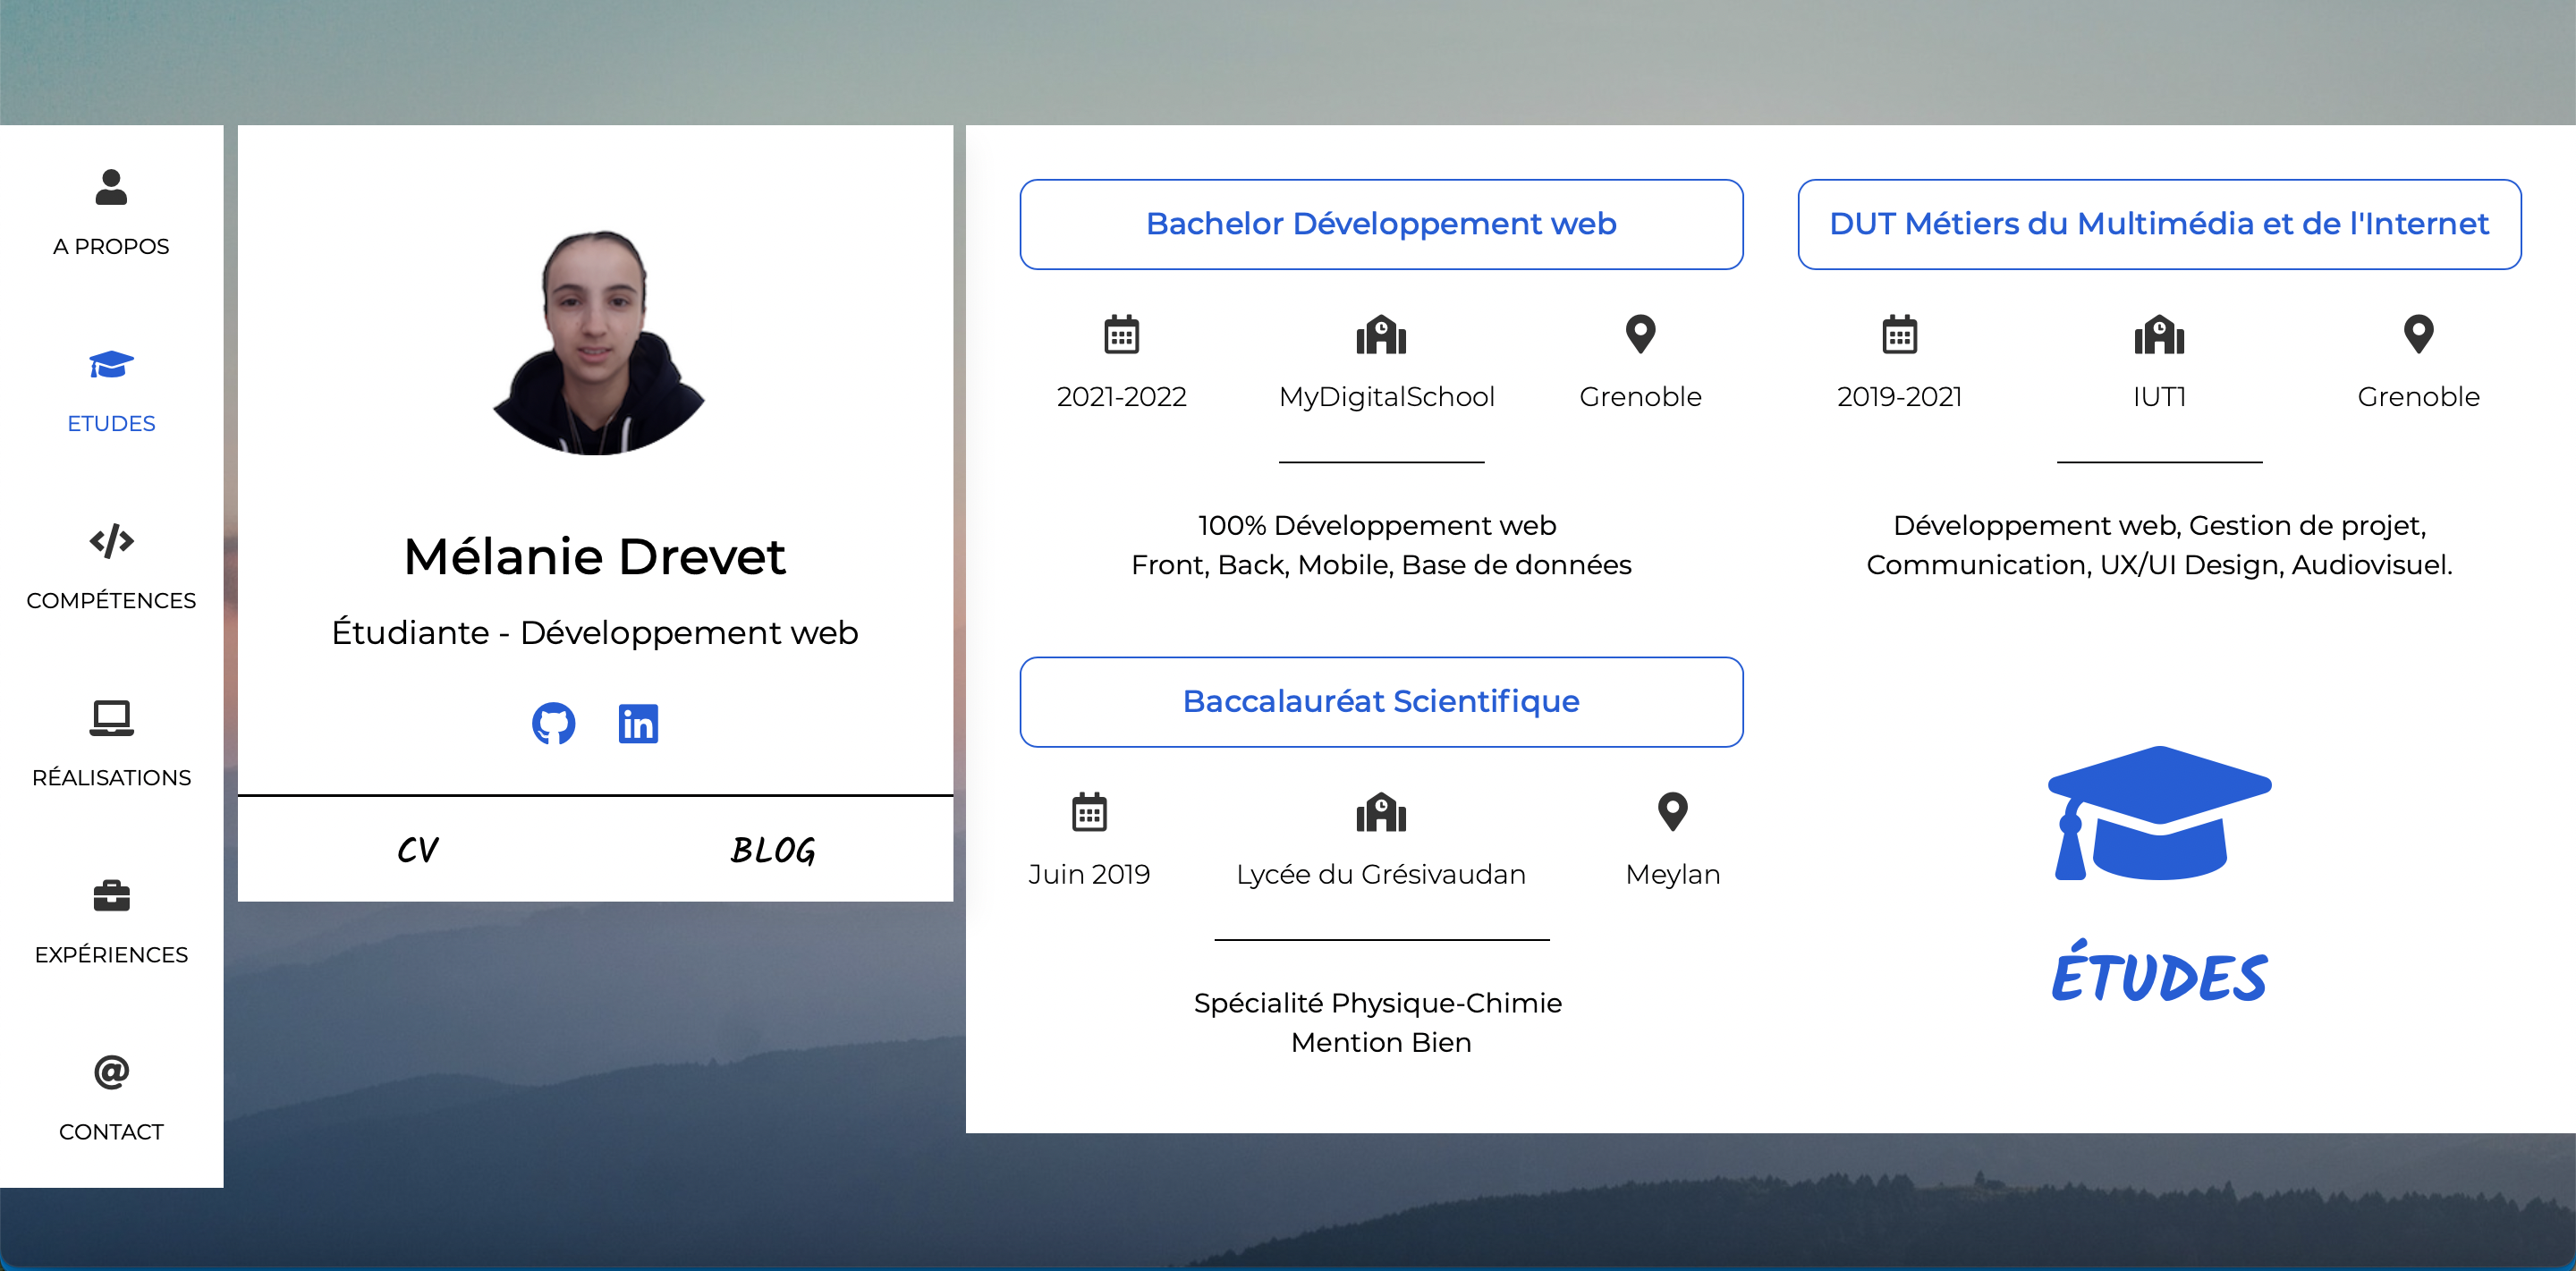 A PROPOS
ETUDES
COMPÉTENCES
RÉALISATIONS
EXPÉRIENCES
CONTACT
Mélanie Drevet
Étudiante - Développement web
CV
BLOG
Bachelor Développement web
2021-2022
MyDigitalSchool
Grenoble
100% Développement web
Front, Back, Mobile, Base de données
DUT Métiers du Multimédia et de l'Internet
2019-2021
IUT1
Grenoble
Développement web, Gestion de projet,
Communication, UX/UI Design, Audiovisuel.
Baccalauréat Scientifique
Juin 2019
Lycée du Grésivaudan
Meylan
Spécialité Physique-Chimie
Mention Bien
ÉTUDES